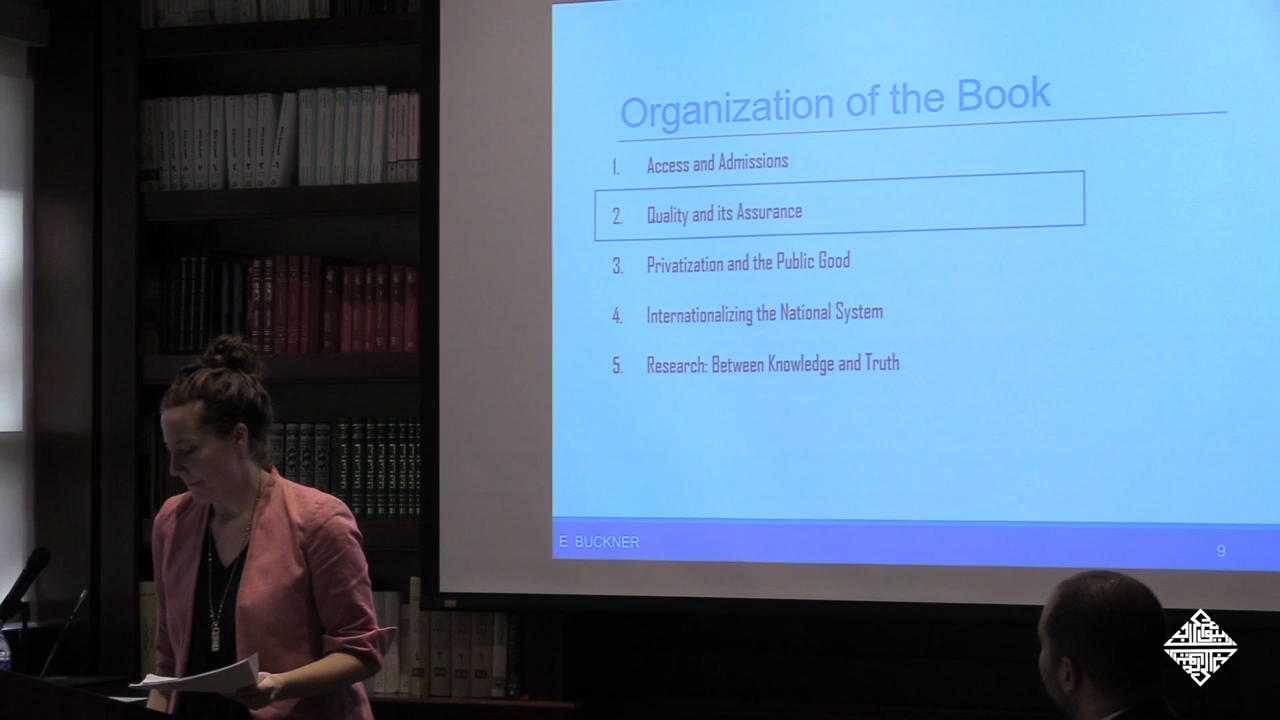 Organization of the Book
1. Access and Admissions
2. Quality and its Assurance
3. Privatization and the Public Good
4. Internationalizing the National System
5. Research: Between Knowledge and Truth
E. BUCKNER
9